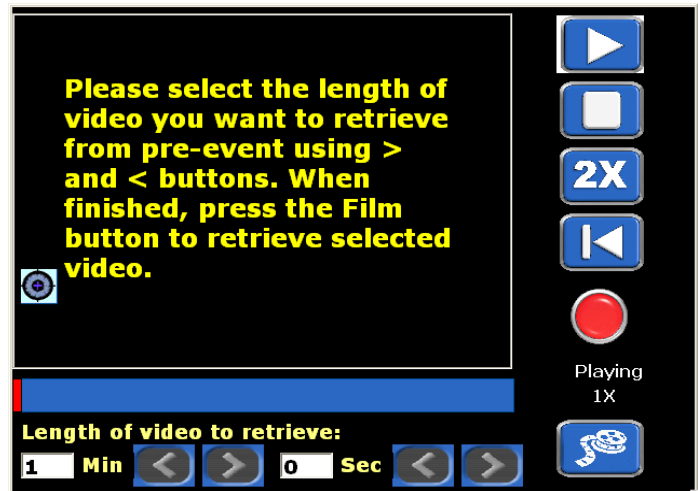 Please select the length of
video you want to retrieve
from pre-event using >
and < buttons. When
finished, press the Film
button to retrieve selected
video.
2X
Playing
1X
Length of video to retrieve:
1 Min < > 0 Sec < >